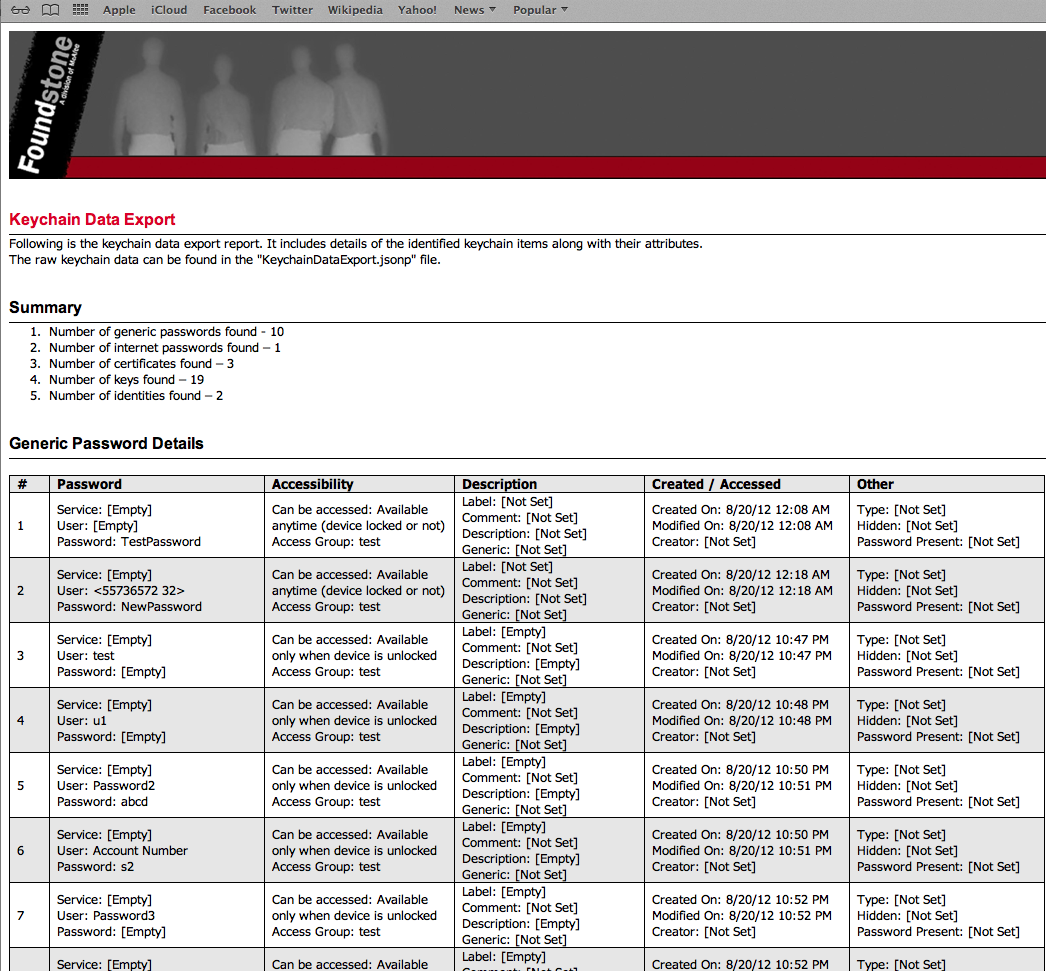 Apple iCloud Facebook Twitter Wikipedia Yahoo! News Popular
Foundstone
A division of McAfee
Keychain Data Export
Following is the keychain data export report. It includes details of the identified keychain items along with their attributes.
The raw keychain data can be found in the "KeychainDataExport.jsonp" file.
Summary
1. Number of generic passwords found - 10
2. Number of internet passwords found – 1
3. Number of certificates found – 3
4. Number of keys found – 19
5. Number of identities found – 2
Generic Password Details
# Password Accessibility Description Created / Accessed Other
1
Service: [Empty]
User: [Empty]
Password: TestPassword
Can be accessed: Available
anytime (device locked or not)
Access Group: test
Label: [Not Set]
Comment: [Not Set]
Description: [Not Set]
Generic: [Not Set]
Created On: 8/20/12 12:08 AM
Modified On: 8/20/12 12:08 AM
Creator: [Not Set]
Type: [Not Set]
Hidden: [Not Set]
Password Present: [Not Set]
2
Service: [Empty]
User: <55736572 32>
Password: NewPassword
Can be accessed: Available
anytime (device locked or not)
Access Group: test
Label: [Not Set]
Comment: [Not Set]
Description: [Not Set]
Generic: [Not Set]
Created On: 8/20/12 12:18 AM
Modified On: 8/20/12 12:18 AM
Creator: [Not Set]
Type: [Not Set]
Hidden: [Not Set]
Password Present: [Not Set]
3
Service: [Empty]
User: test
Password: [Empty]
Can be accessed: Available
only when device is unlocked
Access Group: test
Label: [Empty]
Comment: [Not Set]
Description: [Empty]
Generic: [Not Set]
Created On: 8/20/12 10:47 PM
Modified On: 8/20/12 10:47 PM
Creator: [Not Set]
Type: [Not Set]
Hidden: [Not Set]
Password Present: [Not Set]
4
Service: [Empty]
User: u1
Password: [Empty]
Can be accessed: Available
only when device is unlocked
Access Group: test
Label: [Empty]
Comment: [Not Set]
Description: [Empty]
Generic: [Not Set]
Created On: 8/20/12 10:48 PM
Modified On: 8/20/12 10:48 PM
Creator: [Not Set]
Type: [Not Set]
Hidden: [Not Set]
Password Present: [Not Set]
5
Service: [Empty]
User: Password2
Password: abcd
Can be accessed: Available
only when device is unlocked
Access Group: test
Label: [Empty]
Comment: [Not Set]
Description: [Empty]
Generic: [Not Set]
Created On: 8/20/12 10:50 PM
Modified On: 8/20/12 10:51 PM
Creator: [Not Set]
Type: [Not Set]
Hidden: [Not Set]
Password Present: [Not Set]
6
Service: [Empty]
User: Account Number
Password: s2
Can be accessed: Available
only when device is unlocked
Access Group: test
Label: [Empty]
Comment: [Not Set]
Description: [Empty]
Generic: [Not Set]
Created On: 8/20/12 10:50 PM
Modified On: 8/20/12 10:51 PM
Creator: [Not Set]
Type: [Not Set]
Hidden: [Not Set]
Password Present: [Not Set]
7
Service: [Empty]
User: Password3
Password: [Empty]
Can be accessed: Available
only when device is unlocked
Access Group: test
Label: [Empty]
Comment: [Not Set]
Description: [Empty]
Generic: [Not Set]
Created On: 8/20/12 10:52 PM
Modified On: 8/20/12 10:52 PM
Creator: [Not Set]
Type: [Not Set]
Hidden: [Not Set]
Password Present: [Not Set]
Service: [Empty]
Can be accessed: Available
Label: [Empty]
Comment: [Not Set]
Created On: 8/20/12 10:52 PM
Type: [Not Set]